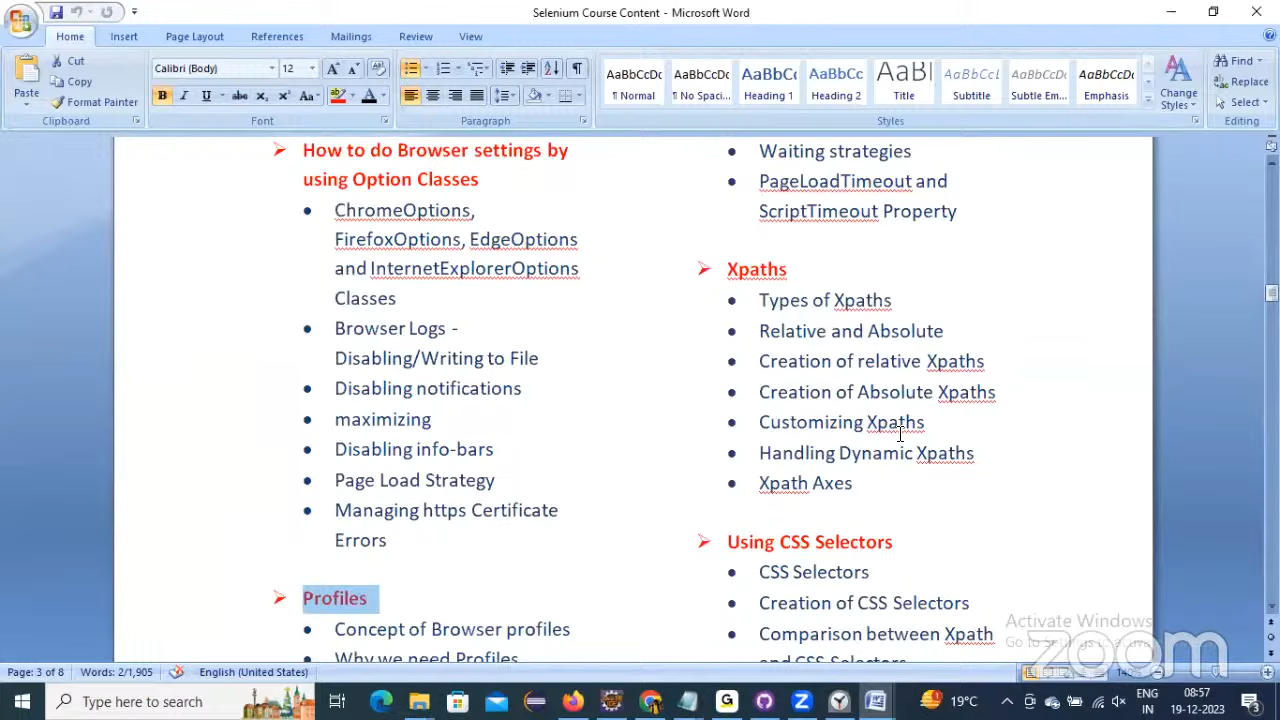 Selenium Course Content - Microsoft Word
Home Insert Page Layout References Mailings Review View
Paste
Cut
Copy
Format Painter
Clipboard
Calibri (Body) 12
Font
Paragraph
AaBbCcDc AaBbCcDc AaBbCc AaBbCc AaBl AaBbCcL AaBbCcDc AaBbCcDc
¶ Normal ¶ No Spaci... Heading 1 Heading 2 Title Subtitle Subtle Em... Emphasis
Styles
Change Styles
Find
Replace
Select
Editing
How to do Browser settings by
using Option Classes
ChromeOptions,
FirefoxOptions, EdgeOptions
and InternetExplorerOptions
Classes
Browser Logs -
Disabling/Writing to File
Disabling notifications
maximizing
Disabling info-bars
Page Load Strategy
Managing https Certificate
Errors
Profiles
Concept of Browser profiles
Why we need Profiles
Waiting strategies
PageLoadTimeout and
ScriptTimeout Property
Xpaths
Types of Xpaths
Relative and Absolute
Creation of relative Xpaths
Creation of Absolute Xpaths
Customizing Xpaths
Handling Dynamic Xpaths
Xpath Axes
Using CSS Selectors
CSS Selectors
Creation of CSS Selectors
Comparison between Xpath
and CSS Selectors
Activate Windows
zoom
Page: 3 of 8 Words: 2/1,905 English (United States)
Type here to search
19°C
ENG
IN
08:57
19-12-2023